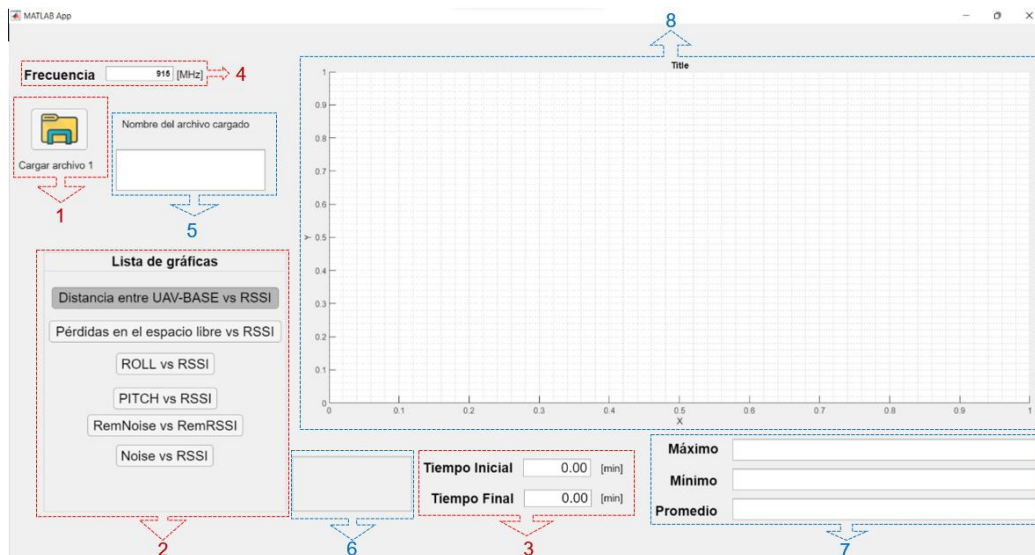 MATLAB App
8
Frecuencia 915 [MHz] 4
Title
Nombre del archivo cargado
Cargar archivo 1
1
5
Lista de gráficas
Distancia entre UAV-BASE vs RSSI
Pérdidas en el espacio libre vs RSSI
ROLL vs RSSI
PITCH vs RSSI
RemNoise vs RemRSSI
Noise vs RSSI
2
6
Tiempo Inicial 0.00 [min]
Tiempo Final 0.00 [min]
3
1
0.9
0.8
0.7
0.6
0.5
0.4
0.3
0.2
0.1
0
Y
0 0.1 0.2 0.3 0.4 0.5 0.6 0.7 0.8 0.9 1
X
Máximo
Mínimo
Promedio
7